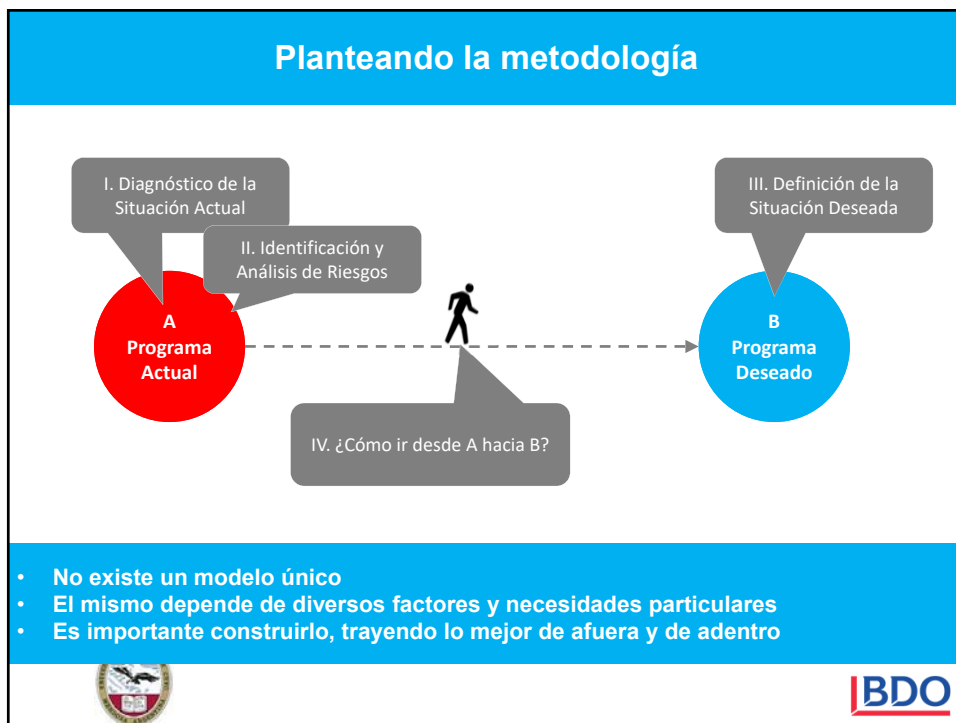 Planteando la metodología
I. Diagnóstico de la
Situación Actual
II. Identificación y
Análisis de Riesgos
III. Definición de la
Situación Deseada
A
Programa
Actual
B
Programa
Deseado
IV. ¿Cómo ir desde A hacia B?
• No existe un modelo único
• El mismo depende de diversos factores y necesidades particulares
• Es importante construirlo, trayendo lo mejor de afuera y de adentro
BDO